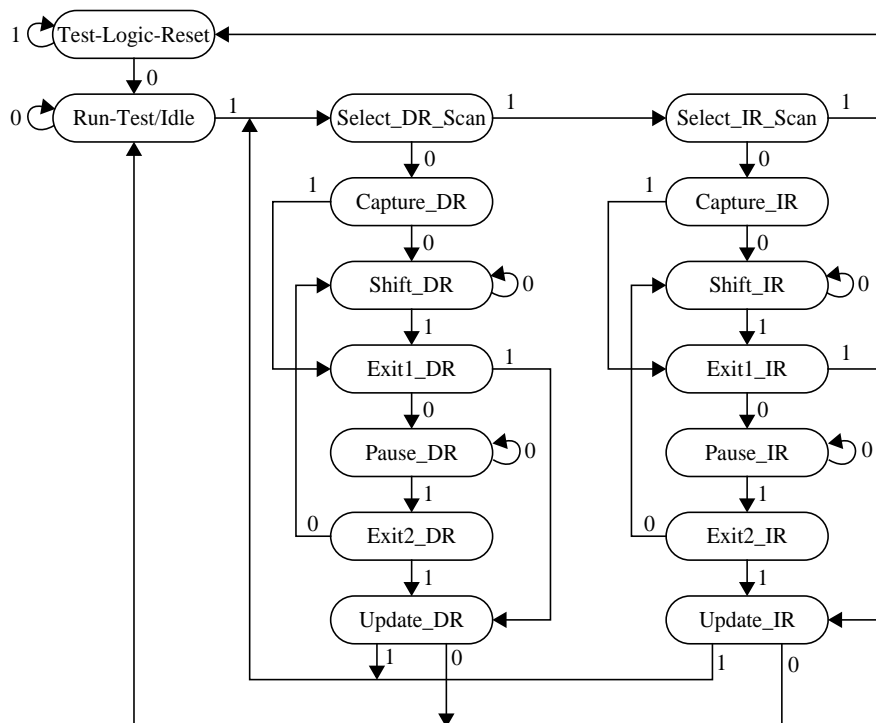 1 Test-Logic-Reset
0
0 Run-Test/Idle 1 Select_DR_Scan 1 Select_IR_Scan 1
0 0
1 Capture_DR 1 Capture_IR
0 0
Shift_DR 0 Shift_IR 0
1 1
Exit1_DR 1 Exit1_IR 1
0 0
Pause_DR 0 Pause_IR 0
1 1
0 Exit2_DR 0 Exit2_IR
1 1
Update_DR Update_IR
1 0 1 0